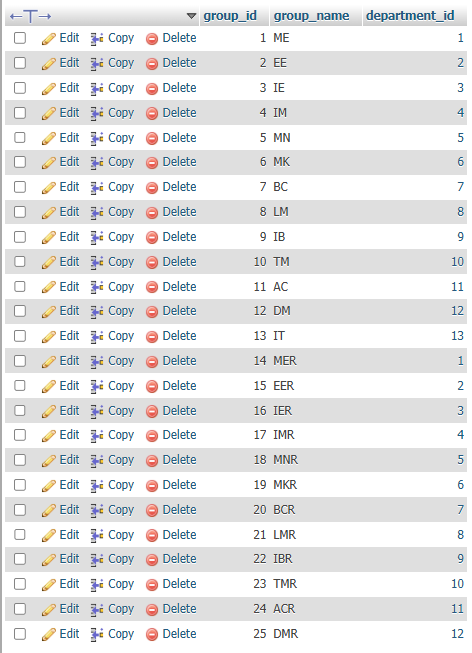 ←T→ group_id group_name department_id
Edit Copy Delete 1 ME 1
Edit Copy Delete 2 EE 2
Edit Copy Delete 3 IE 3
Edit Copy Delete 4 IM 4
Edit Copy Delete 5 MN 5
Edit Copy Delete 6 MK 6
Edit Copy Delete 7 BC 7
Edit Copy Delete 8 LM 8
Edit Copy Delete 9 IB 9
Edit Copy Delete 10 TM 10
Edit Copy Delete 11 AC 11
Edit Copy Delete 12 DM 12
Edit Copy Delete 13 IT 13
Edit Copy Delete 14 MER 1
Edit Copy Delete 15 EER 2
Edit Copy Delete 16 IER 3
Edit Copy Delete 17 IMR 4
Edit Copy Delete 18 MNR 5
Edit Copy Delete 19 MKR 6
Edit Copy Delete 20 BCR 7
Edit Copy Delete 21 LMR 8
Edit Copy Delete 22 IBR 9
Edit Copy Delete 23 TMR 10
Edit Copy Delete 24 ACR 11
Edit Copy Delete 25 DMR 12